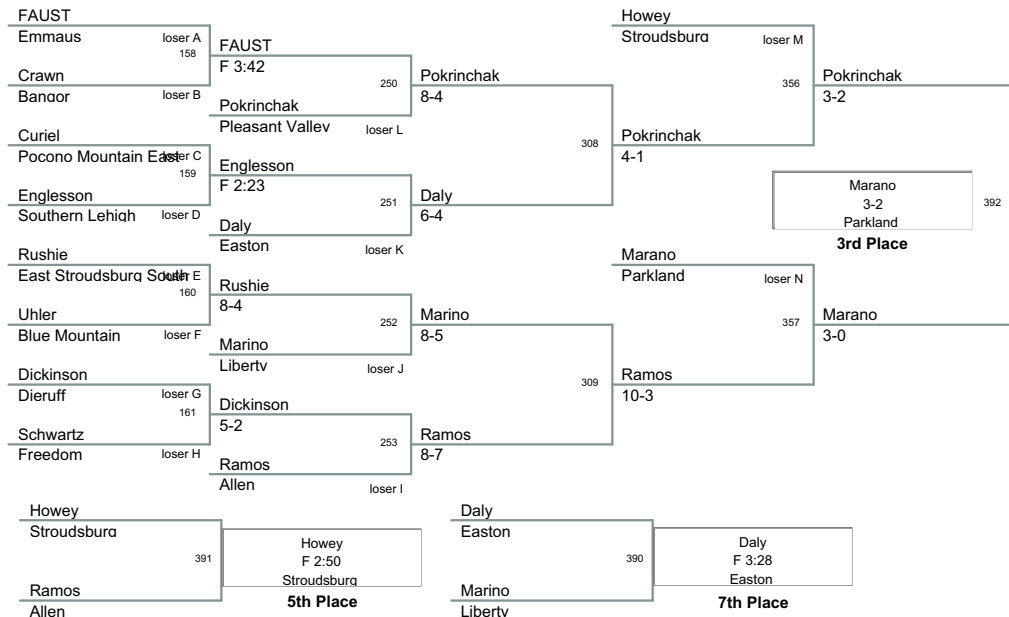 FAUST
Emmaus
loser A
158
Crawn
Bangor
loser B
Curiel
Pocono Mountain East
loser C
159
Englesson
Southern Lehigh
loser D
Rushie
East Stroudsburg South
loser E
160
Uhler
Blue Mountain
loser F
Dickinson
Dieruff
loser G
161
Schwartz
Freedom
loser H
FAUST
F 3:42
250
Pokrinchak
Pleasant Valley
loser L
Englesson
F 2:23
251
Daly
Easton
loser K
Rushie
8-4
252
Marino
Liberty
loser J
Dickinson
5-2
253
Ramos
Allen
loser I
Pokrinchak
8-4
308
Daly
6-4
Marino
8-5
309
Ramos
8-7
Howey
Stroudsburg
loser M
356
Pokrinchak
4-1
Marano
Parkland
loser N
357
Ramos
10-3
Pokrinchak
3-2
Marano
3-2
Parkland
392
3rd Place
Marano
3-0
Howey
Stroudsburg
391
Ramos
Allen
Howey
F 2:50
Stroudsburg
5th Place
Daly
Easton
390
Marino
Liberty
Daly
F 3:28
Easton
7th Place